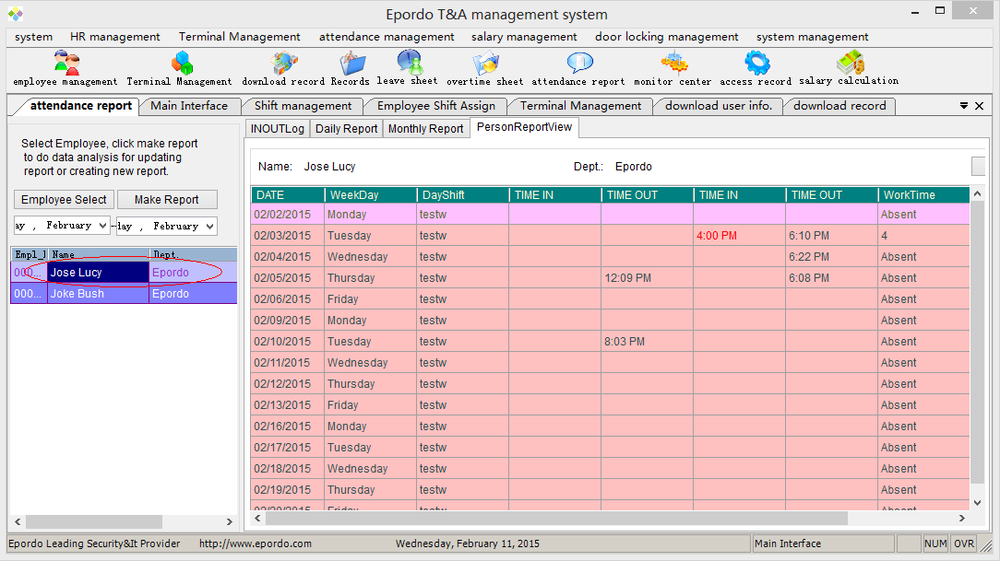 Epordo T&A management system
system HR management Terminal Management attendance management salary management door locking management system management
employee management Terminal Management download record Records leave sheet overtime sheet attendance report monitor center access record salary calculation
attendance report Main Interface Shift management Employee Shift Assign Terminal Management download user info. download record
Select Employee, click make report
to do data analysis for updating
report or creating new report.
Employee Select Make Report
ay , February -- lay , February
Empl_I Name Dept.
000... Jose Lucy Epordo
000... Joke Bush Epordo
INOUTLog Daily Report Monthly Report PersonReportView
Name: Jose Lucy Dept.: Epordo
DATE WeekDay DayShift TIME IN TIME OUT TIME IN TIME OUT WorkTime
02/02/2015 Monday testw Absent
02/03/2015 Tuesday testw 4:00 PM 6:10 PM 4
02/04/2015 Wednesday testw 6:22 PM Absent
02/05/2015 Thursday testw 12:09 PM 6:08 PM Absent
02/06/2015 Friday testw Absent
02/09/2015 Monday testw Absent
02/10/2015 Tuesday testw 8:03 PM Absent
02/11/2015 Wednesday testw Absent
02/12/2015 Thursday testw Absent
02/13/2015 Friday testw Absent
02/16/2015 Monday testw Absent
02/17/2015 Tuesday testw Absent
02/18/2015 Wednesday testw Absent
02/19/2015 Thursday testw Absent
02/20/2015 Friday testw Absent
Epordo Leading Security&It Provider http://www.epordo.com Wednesday, February 11, 2015 Main Interface NUM OVR